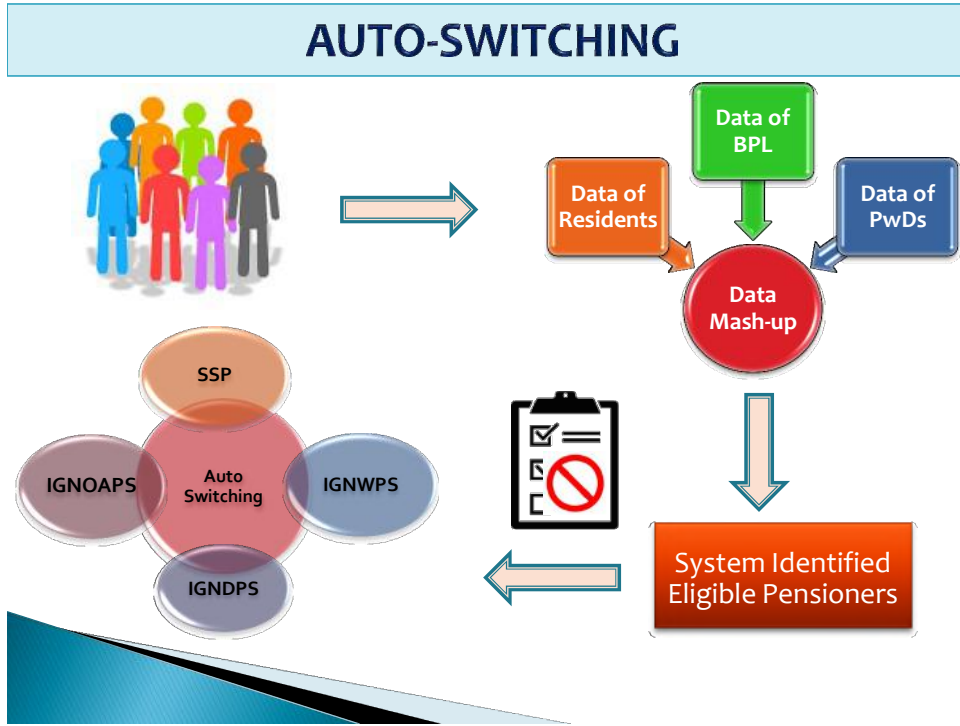 AUTO-SWITCHING
Data of
BPL
Data of
Residents
Data of
PwDs
Data
Mash-up
SSP
IGNOAPS
Auto
Switching
IGNWPS
IGNDPS
System Identified
Eligible Pensioners